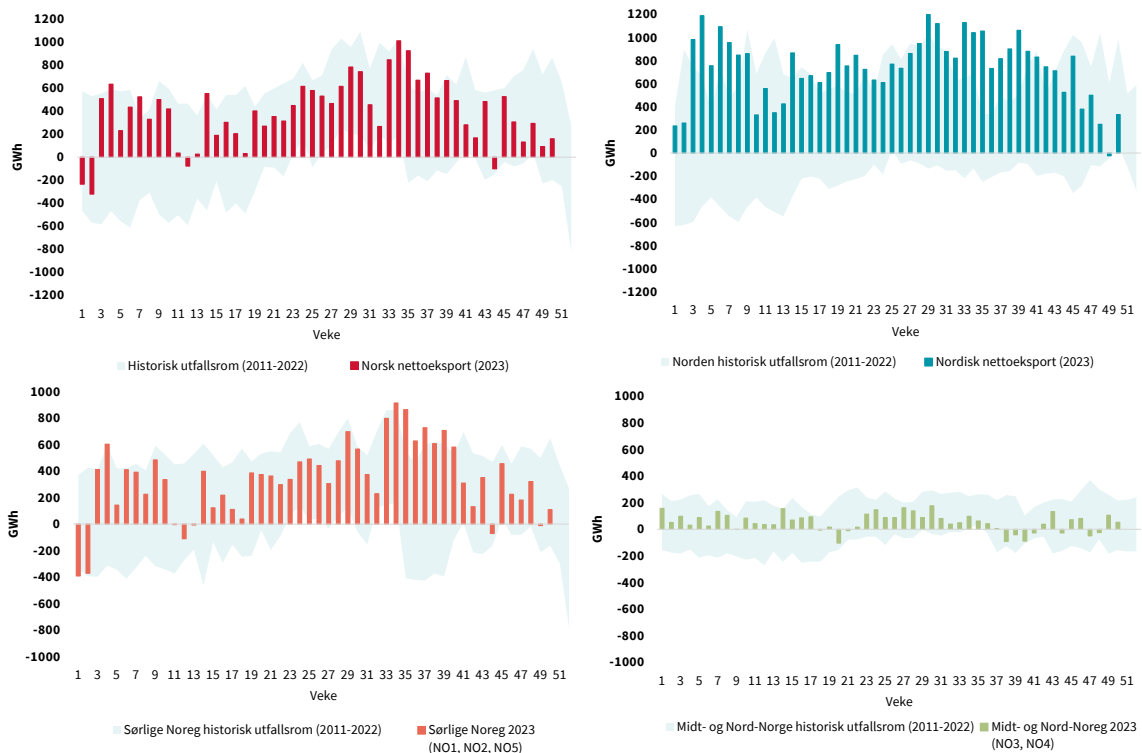 1200
1000
800
600
400
200
0
-200
-400
-600
-800
-1000
-1200
GWh
1 3 5 7 9 11 13 15 17 19 21 23 25 27 29 31 33 35 37 39 41 43 45 47 49 51
Veke
Historisk utfallsrom (2011-2022) Norsk nettoeksport (2023)
1200
1000
800
600
400
200
0
-200
-400
-600
-800
-1000
-1200
GWh
1 3 5 7 9 11 13 15 17 19 21 23 25 27 29 31 33 35 37 39 41 43 45 47 49 51
Veke
Norden historisk utfallsrom (2011-2022) Nordisk nettoeksport (2023)
1000
800
600
400
200
0
-200
-400
-600
-800
-1000
GWh
1 3 5 7 9 11 13 15 17 19 21 23 25 27 29 31 33 35 37 39 41 43 45 47 49 51
Veke
Sørlige Noreg historisk utfallsrom (2011-2022) Sørlige Noreg 2023
(NO1, NO2, NO5)
1000
800
600
400
200
0
-200
-400
-600
-800
-1000
GWh
1 3 5 7 9 11 13 15 17 19 21 23 25 27 29 31 33 35 37 39 41 43 45 47 49 51
Veke
Midt- og Nord-Norge historisk utfallsrom (2011-2022) Midt- og Nord-Noreg 2023
(NO3, NO4)